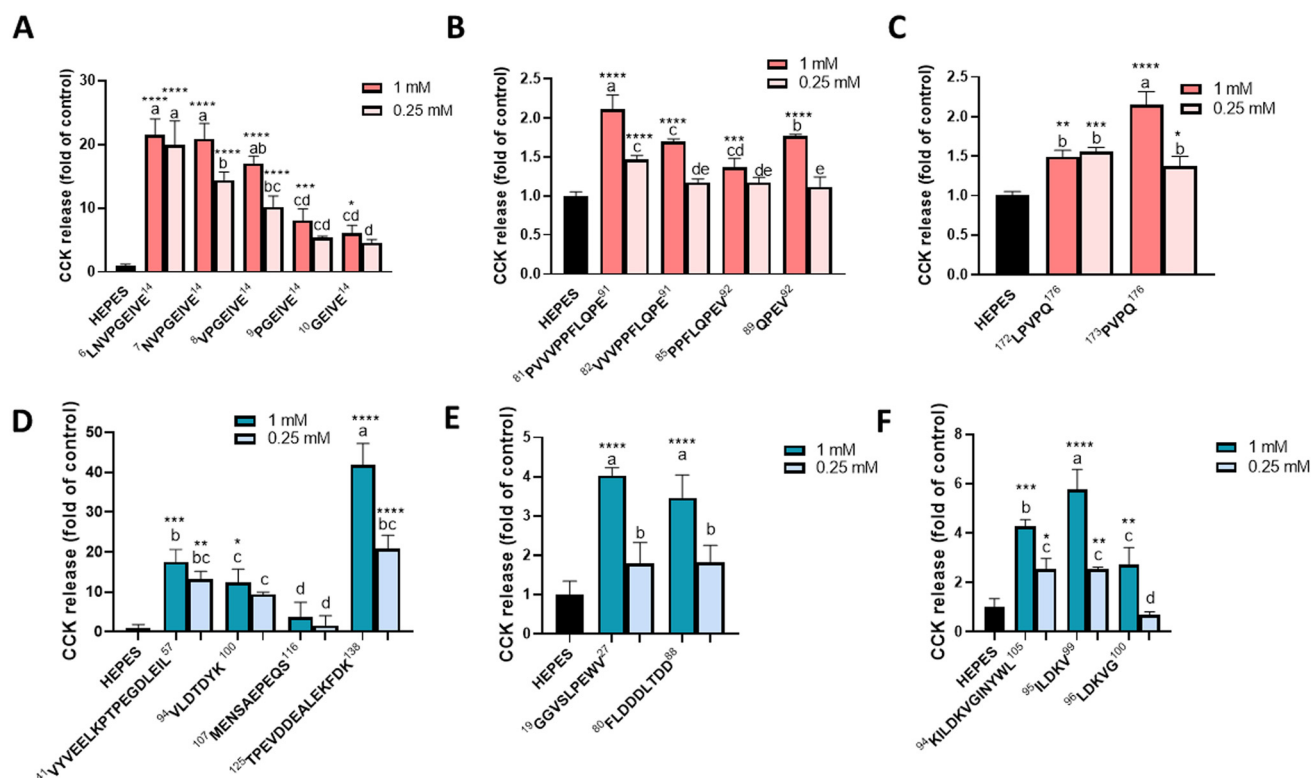 A
CCK release (fold of control)
30
20
10
0
1 mM
0.25 mM
**** **** **** **** **** **** *** *
a a a b ab bc cd cd cd d
HEPES
⁶LNVPGEIVE¹⁴
⁷NVPGEIVE¹⁴
⁸VPGEIVE¹⁴
⁹PGEIVE¹⁴
¹⁰GEIVE¹⁴
B
CCK release (fold of control)
2.5
2.0
1.5
1.0
0.5
0.0
1 mM
0.25 mM
**** **** **** *** ****
a c c de cd de b e
HEPES
⁸¹PVVVPPFLQPE⁹¹
⁸²VVVPPFLQPE⁹¹
⁸⁵PPFLQPEV⁹²
⁸⁹QPEV⁹²
C
CCK release (fold of control)
2.5
2.0
1.5
1.0
0.5
0.0
1 mM
0.25 mM
** *** **** *
b b a b
HEPES
¹⁷²LPVPQ¹⁷⁶
¹⁷³PVPQ¹⁷⁶
D
CCK release (fold of control)
50
40
30
20
10
0
1 mM
0.25 mM
*** ** * **** ****
b bc c c d d a bc
HEPES
⁴¹VYVEELKPTPEGDLEIL⁵⁷
⁹⁴VLDTDYK¹⁰⁰
¹⁰⁷MENSAEPEQS¹¹⁶
¹²⁵TPEVDDEALEKFDK¹³⁸
E
CCK release (fold of control)
5
4
3
2
1
0
1 mM
0.25 mM
**** ****
a b a b
HEPES
¹⁹GGVSLPEWV²⁷
⁸⁰FLDDDLTDD⁸⁸
F
CCK release (fold of control)
8
6
4
2
0
1 mM
0.25 mM
*** * **** ** **
b c a c c d
HEPES
⁹⁴KILDKVGINYWL¹⁰⁵
⁹⁵ILDKV⁹⁹
⁹⁶LDKVG¹⁰⁰